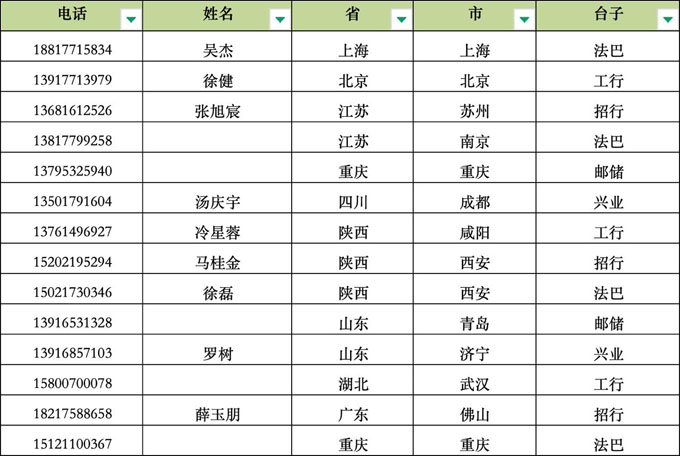 电话 姓名 省 市 台子
18817715834 吴杰 上海 上海 法巴
13917713979 徐健 北京 北京 工行
13681612526 张旭宸 江苏 苏州 招行
13817799258 江苏 南京 法巴
13795325940 重庆 重庆 邮储
13501791604 汤庆宇 四川 成都 兴业
13761496927 冷星蓉 陕西 咸阳 工行
15202195294 马桂金 陕西 西安 招行
15021730346 徐磊 陕西 西安 法巴
13916531328 山东 青岛 邮储
13916857103 罗树 山东 济宁 兴业
15800700078 湖北 武汉 工行
18217588658 薛玉朋 广东 佛山 招行
15121100367 重庆 重庆 法巴